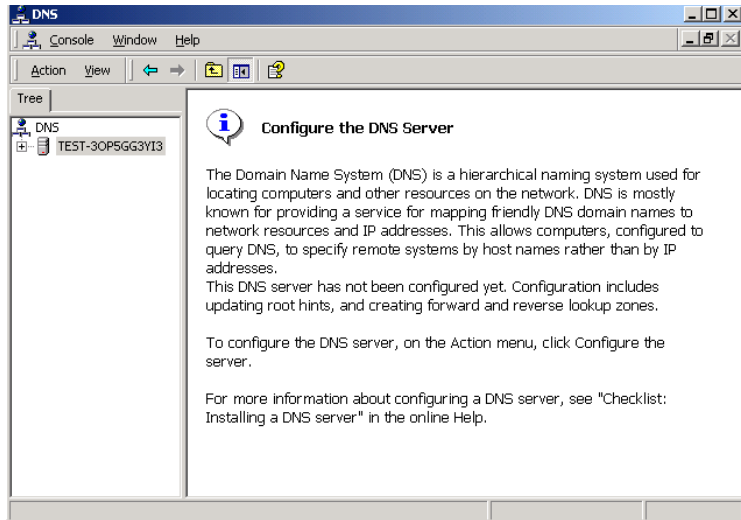 DNS
Console Window Help
Action View
Tree
DNS
TEST-3OP5GG3YI3
Configure the DNS Server
The Domain Name System (DNS) is a hierarchical naming system used for
locating computers and other resources on the network. DNS is mostly
known for providing a service for mapping friendly DNS domain names to
network resources and IP addresses. This allows computers, configured to
query DNS, to specify remote systems by host names rather than by IP
addresses.
This DNS server has not been configured yet. Configuration includes
updating root hints, and creating forward and reverse lookup zones.
To configure the DNS server, on the Action menu, click Configure the
server.
For more information about configuring a DNS server, see "Checklist:
Installing a DNS server" in the online Help.